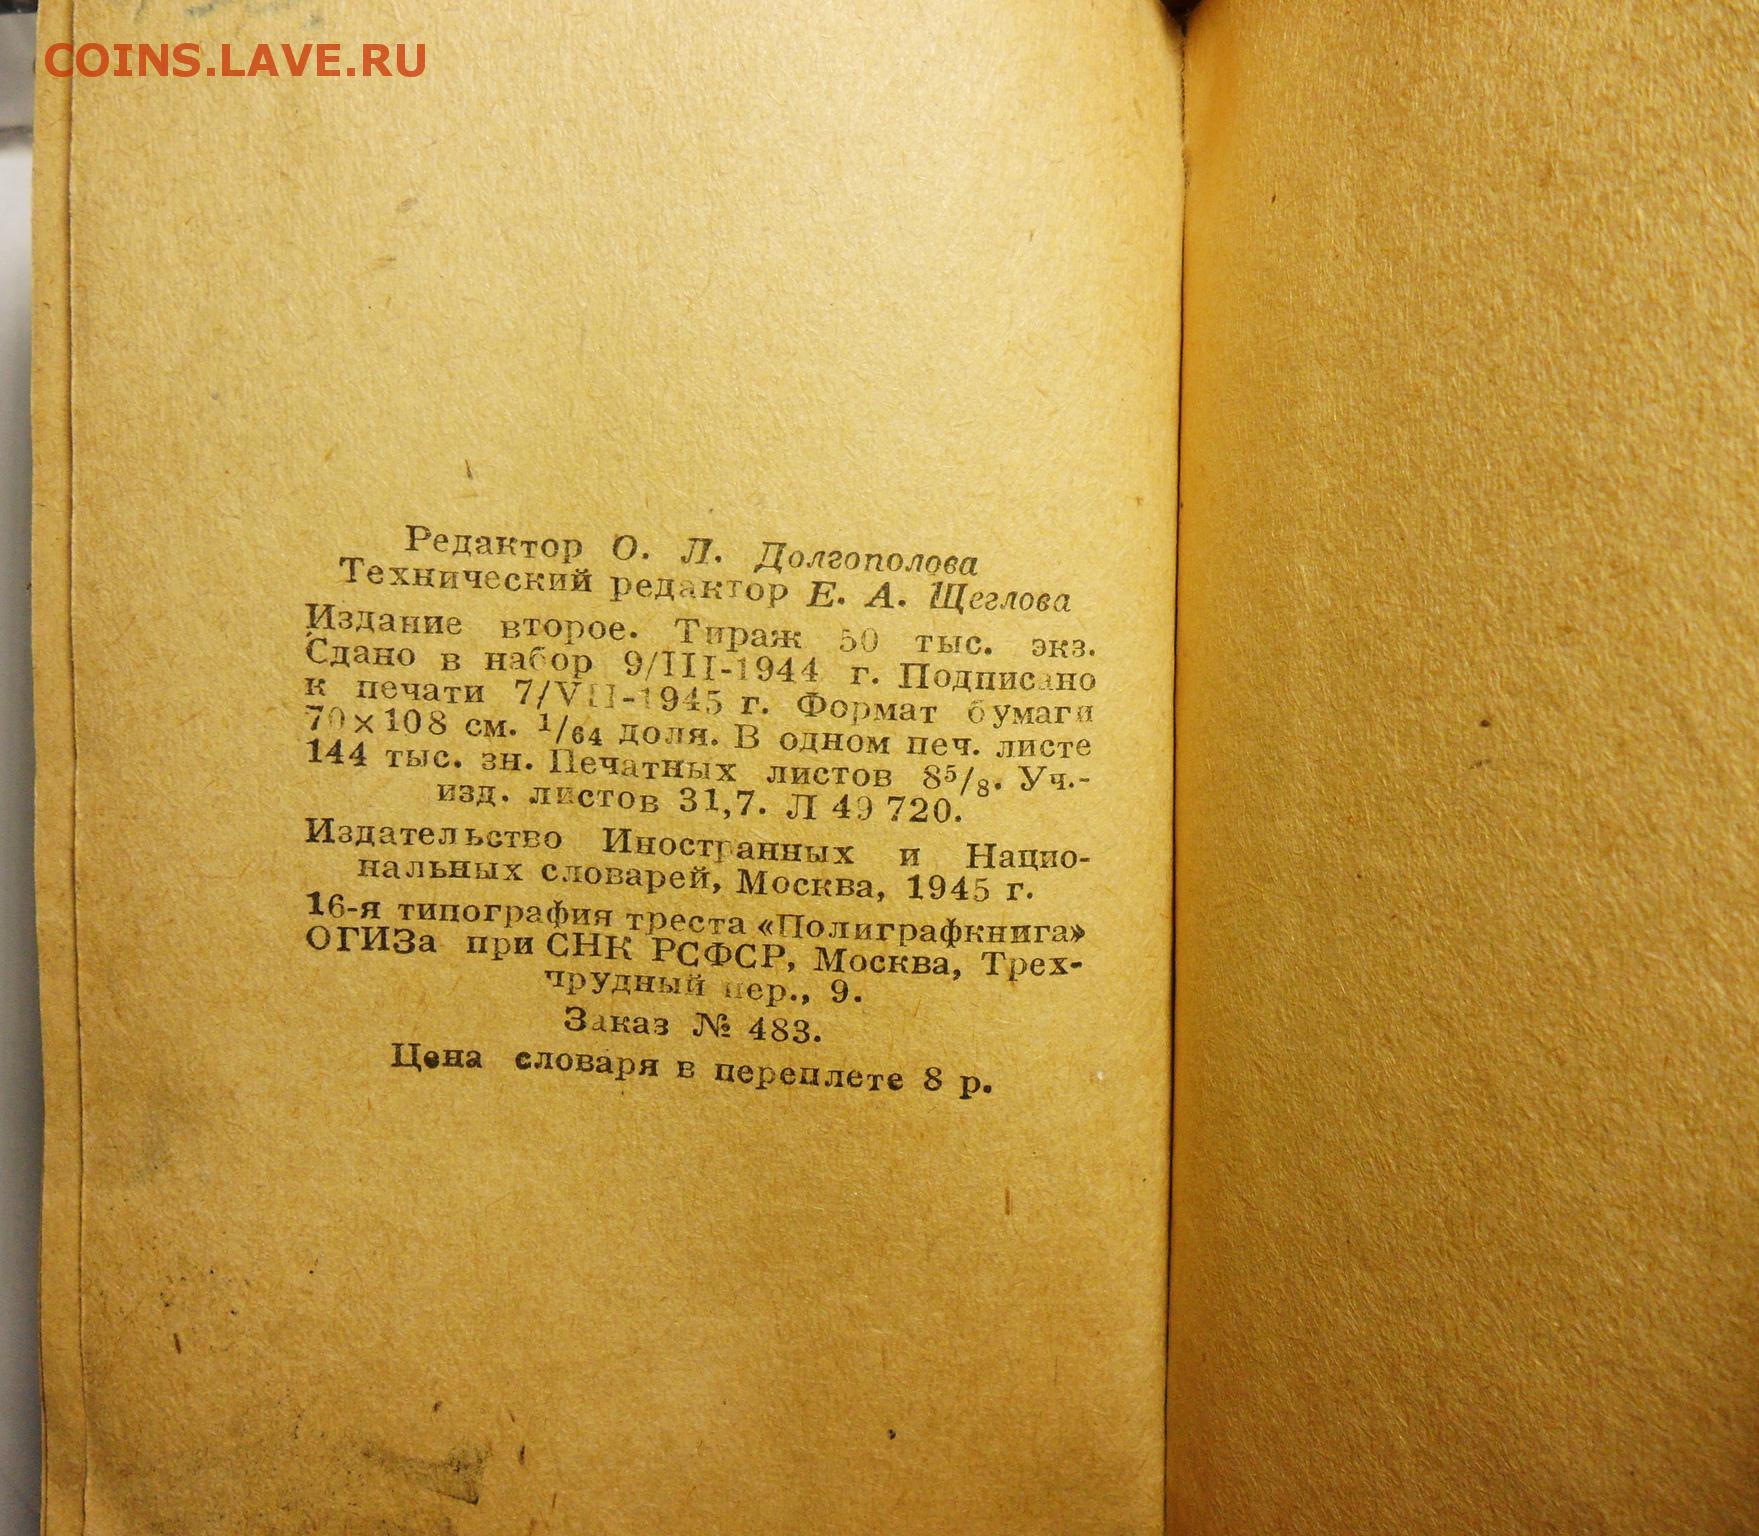 COINS.LAVE.RU
Редактор О. Л. Долгополова
Технический редактор Е. А. Щеглова
Издание второе. Тираж 50 тыс. экз.
Сдано в набор 9/III-1944 г. Подписано
к печати 7/VII-1945 г. Формат бумаги
70×108 см. 1/64 доля. В одном печ. листе
144 тыс. зн. Печатных листов 8⁵/₈. Уч.-
изд. листов 31,7. Л 49 720.
Издательство Иностранных и Нацио-
нальных словарей, Москва, 1945 г.
16-я типография треста «Полиграфкнига»
ОГИЗа при СНК РСФСР, Москва, Трех-
чрудный пер., 9.
Заказ № 483.
Цена словаря в переплете 8 р.